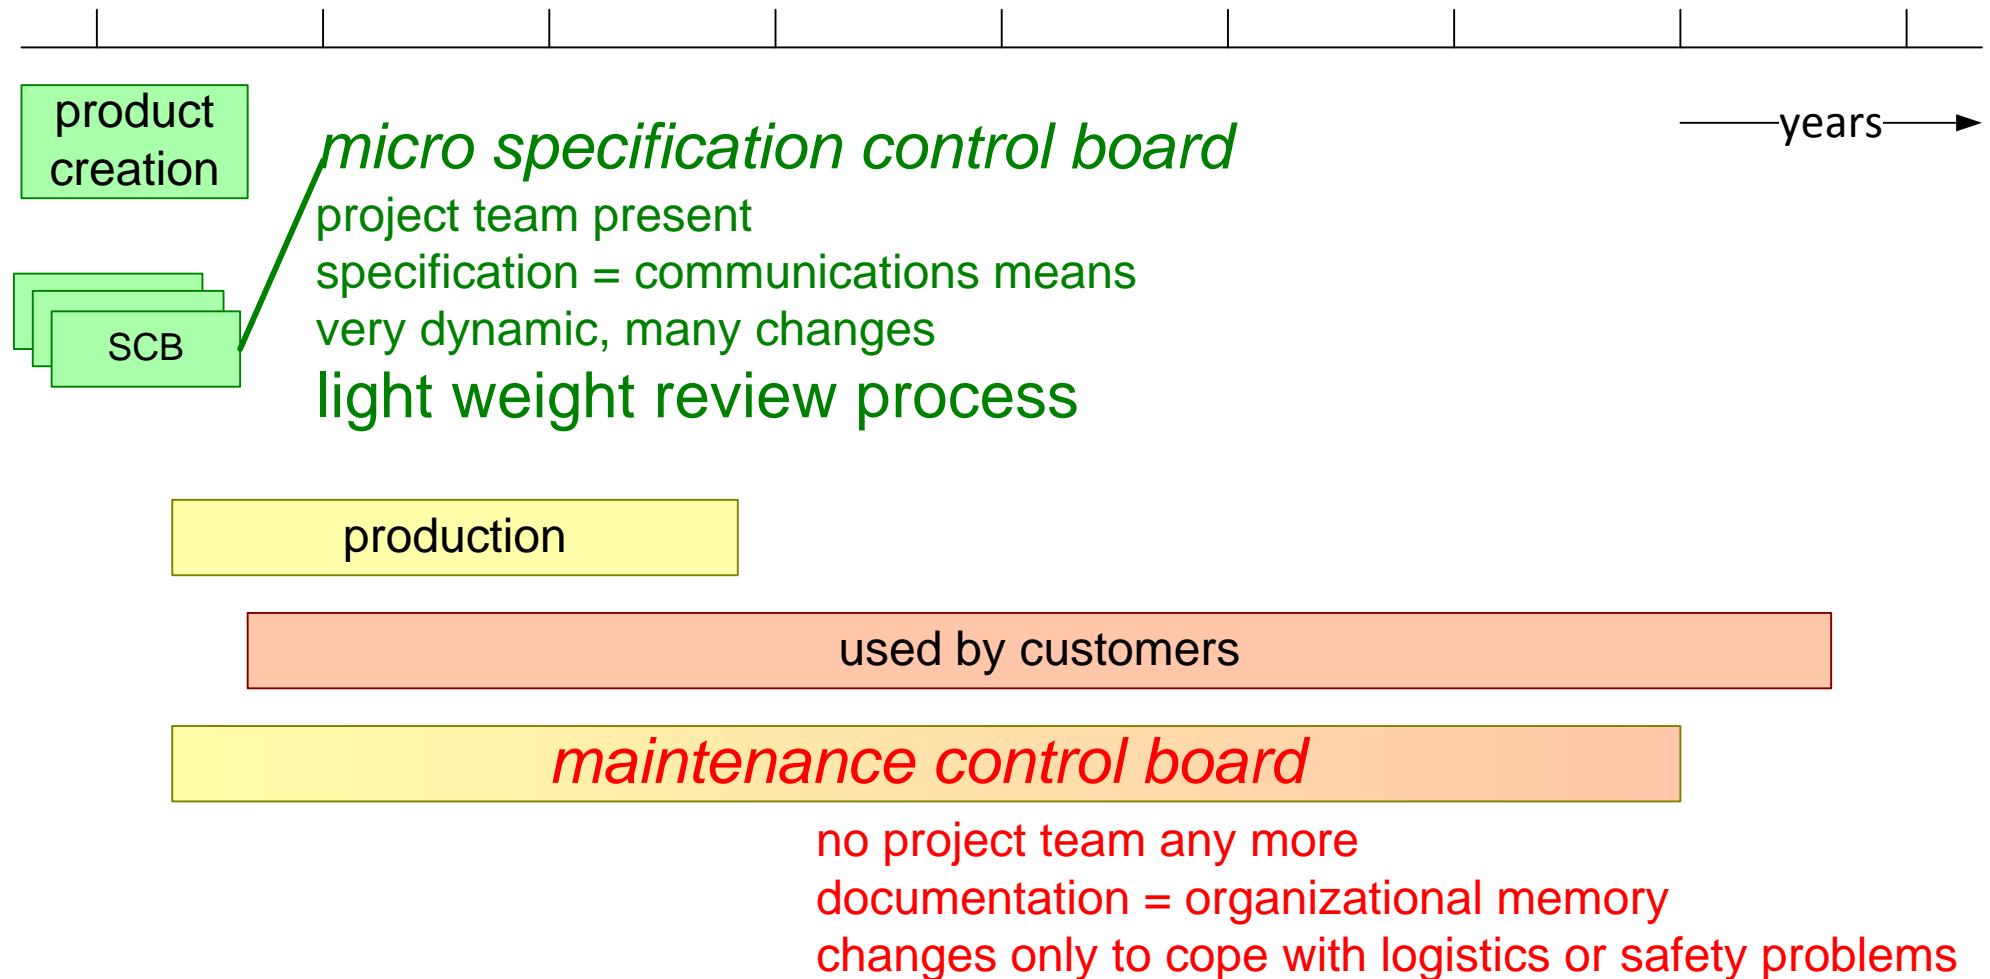 product
creation
micro specification control board
years
project team present
specification = communications means
very dynamic, many changes
SCB
light weight review process
production
used by customers
maintenance control board
no project team any more
documentation = organizational memory
changes only to cope with logistics or safety problems